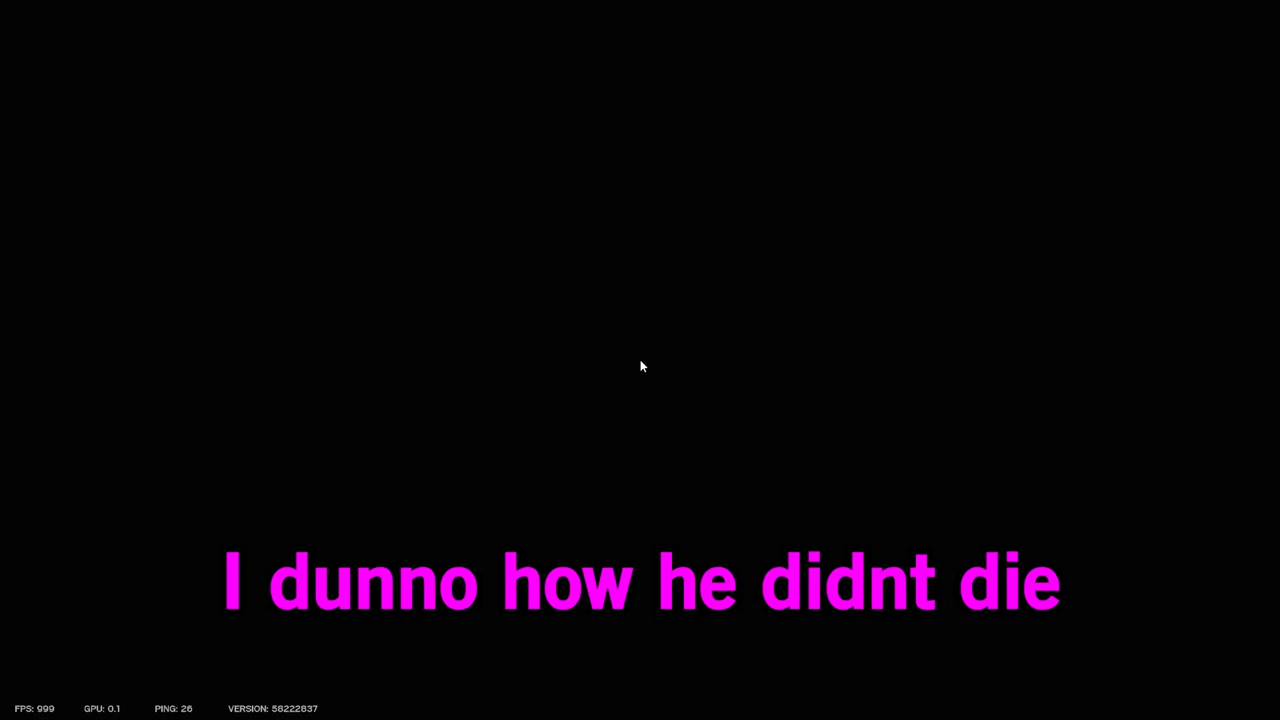 I dunno how he didnt die
FPS: 999 GPU: 0.1 PING: 26 VERSION: 58222837